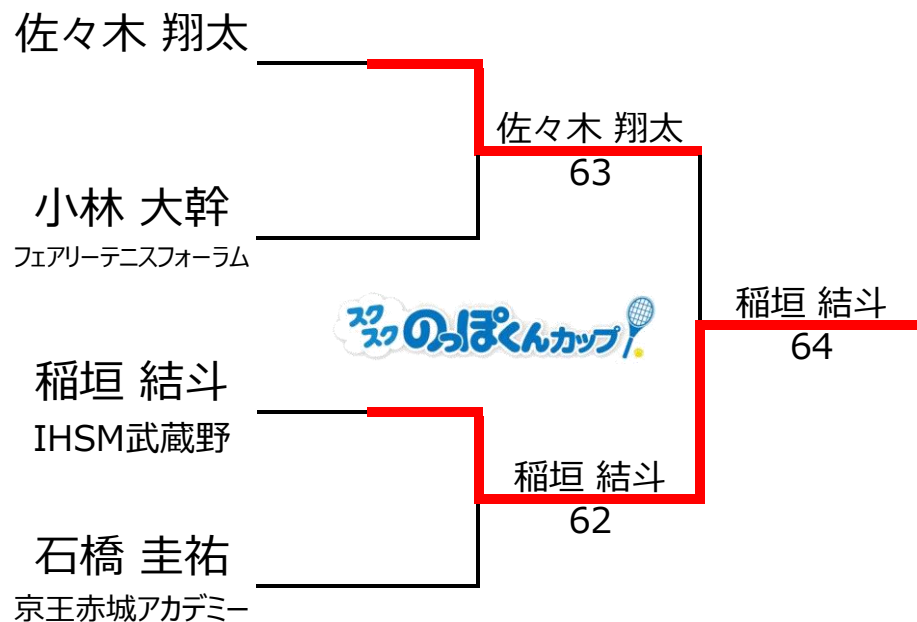 佐々木 翔太
佐々木 翔太
63
小林 大幹
フェアリーテニスフォーラム
スクスクのっぽくんカップ
稲垣 結斗
64
稲垣 結斗
IHSM武蔵野
稲垣 結斗
62
石橋 圭祐
京王赤城アカデミー